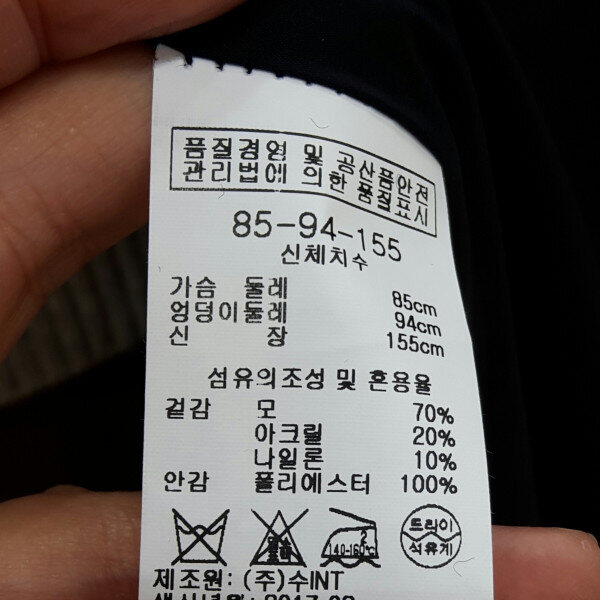 품질경영 및 공산품안전
관리법에 의한 품질표시
85-94-155
신체치수
가슴 둘레 85cm
엉덩이둘레 94cm
신 장 155cm
섬유의조성 및 혼용율
겉감 모 70%
아크릴 20%
나일론 10%
안감 폴리에스터 100%
140-160℃
드라이
석유계
제조원: (주)수INT